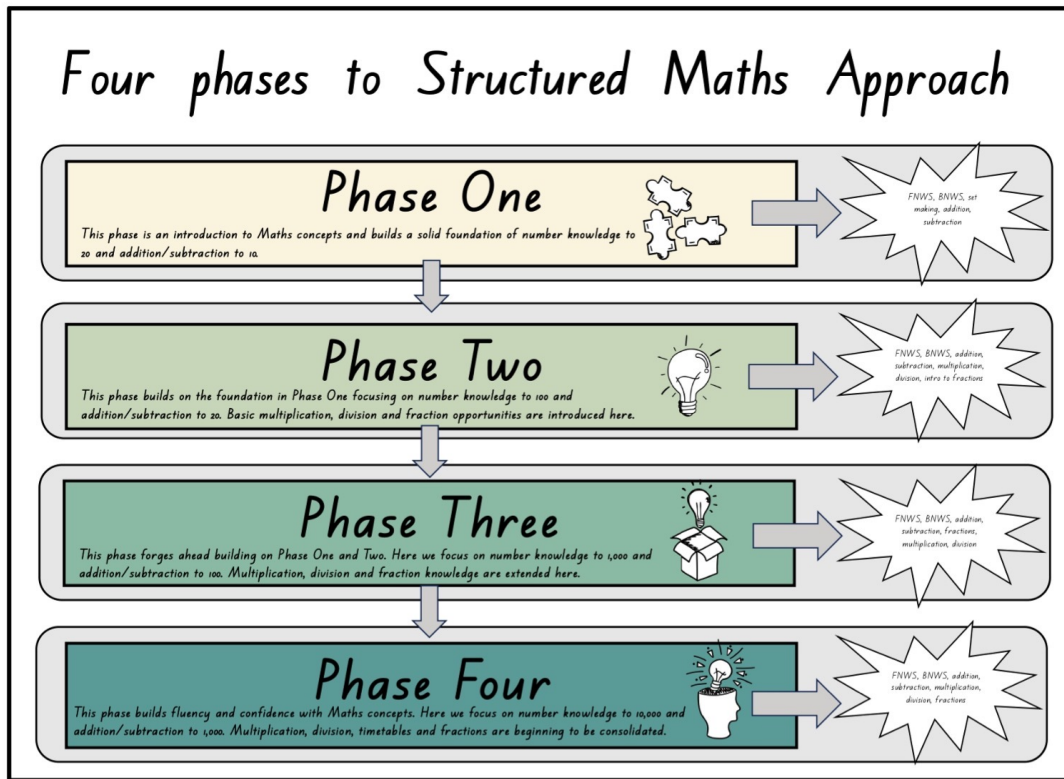 Four phases to Structured Maths Approach
Phase One
This phase is an introduction to Maths concepts and builds a solid foundation of number knowledge to
20 and addition/subtraction to 10.
FNWS, BNWS, set
making, addition,
subtraction
Phase Two
This phase builds on the foundation in Phase One focusing on number knowledge to 100 and
addition/subtraction to 20. Basic multiplication, division and fraction opportunities are introduced here.
FNWS, BNWS, addition,
subtraction, multiplication,
division, intro to fractions
Phase Three
This phase forges ahead building on Phase One and Two. Here we focus on number knowledge to 1,000 and
addition/subtraction to 100. Multiplication, division and fraction knowledge are extended here.
FNWS, BNWS, addition,
subtraction, fractions,
multiplication, division
Phase Four
This phase builds fluency and confidence with Maths concepts. Here we focus on number knowledge to 10,000 and
addition/subtraction to 1,000. Multiplication, division, timetables and fractions are beginning to be consolidated.
FNWS, BNWS, addition,
subtraction, multiplication,
division, fractions